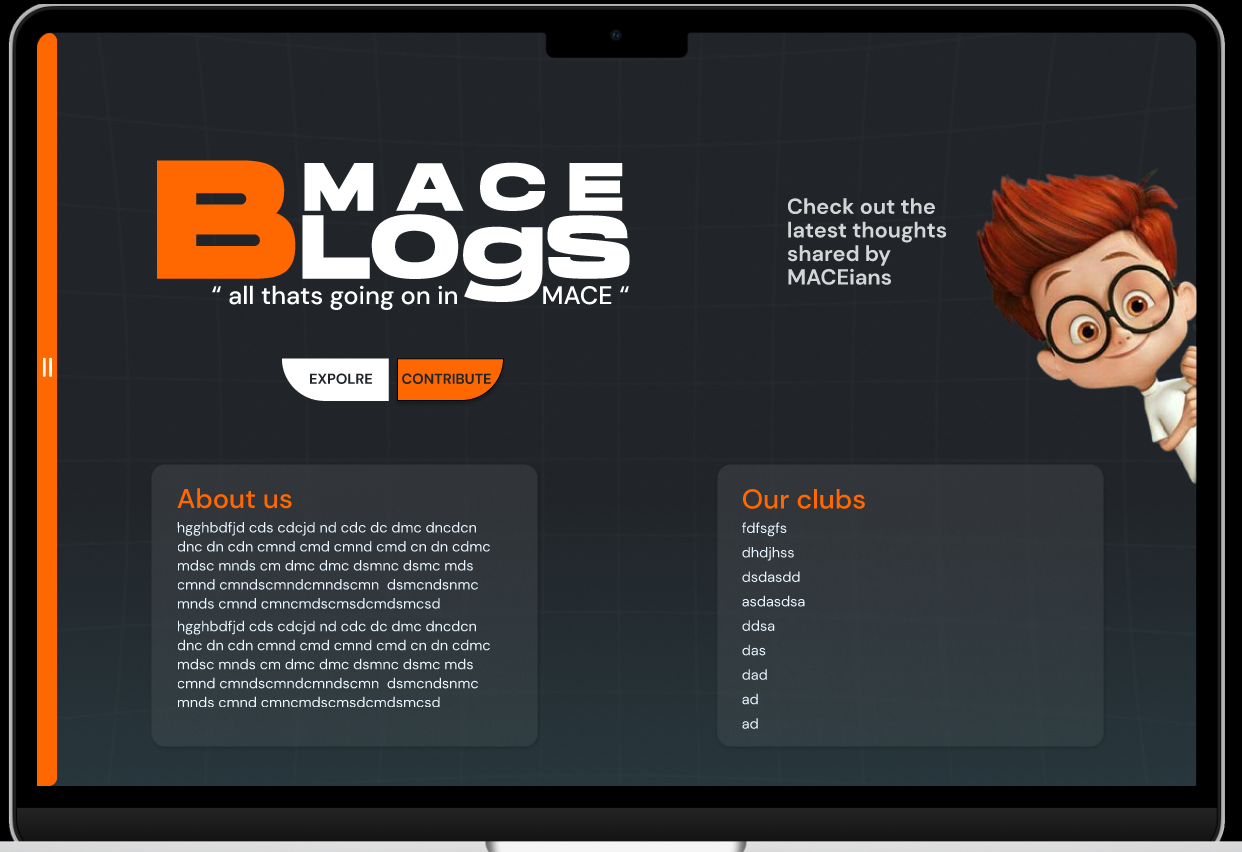 B MACE
LOgS
“ all thats going on in MACE “
Check out the
latest thoughts
shared by
MACEians
EXPOLRE
CONTRIBUTE
About us
hgghbdfjd cds cdcjd nd cdc dc dmc dncdcn
dnc dn cdn cmnd cmd cmnd cmd cn dn cdmc
mdsc mnds cm dmc dmc dsmnc dsmc mds
cmnd cmndscmndcmndscmn  dsmcndsnmc
mnds cmnd cmncmdscmsdcmdsmcsd
hgghbdfjd cds cdcjd nd cdc dc dmc dncdcn
dnc dn cdn cmnd cmd cmnd cmd cn dn cdmc
mdsc mnds cm dmc dmc dsmnc dsmc mds
cmnd cmndscmndcmndscmn  dsmcndsnmc
mnds cmnd cmncmdscmsdcmdsmcsd
Our clubs
fdfsgfs
dhdjhss
dsdasdd
asdasdsa
ddsa
das
dad
ad
ad